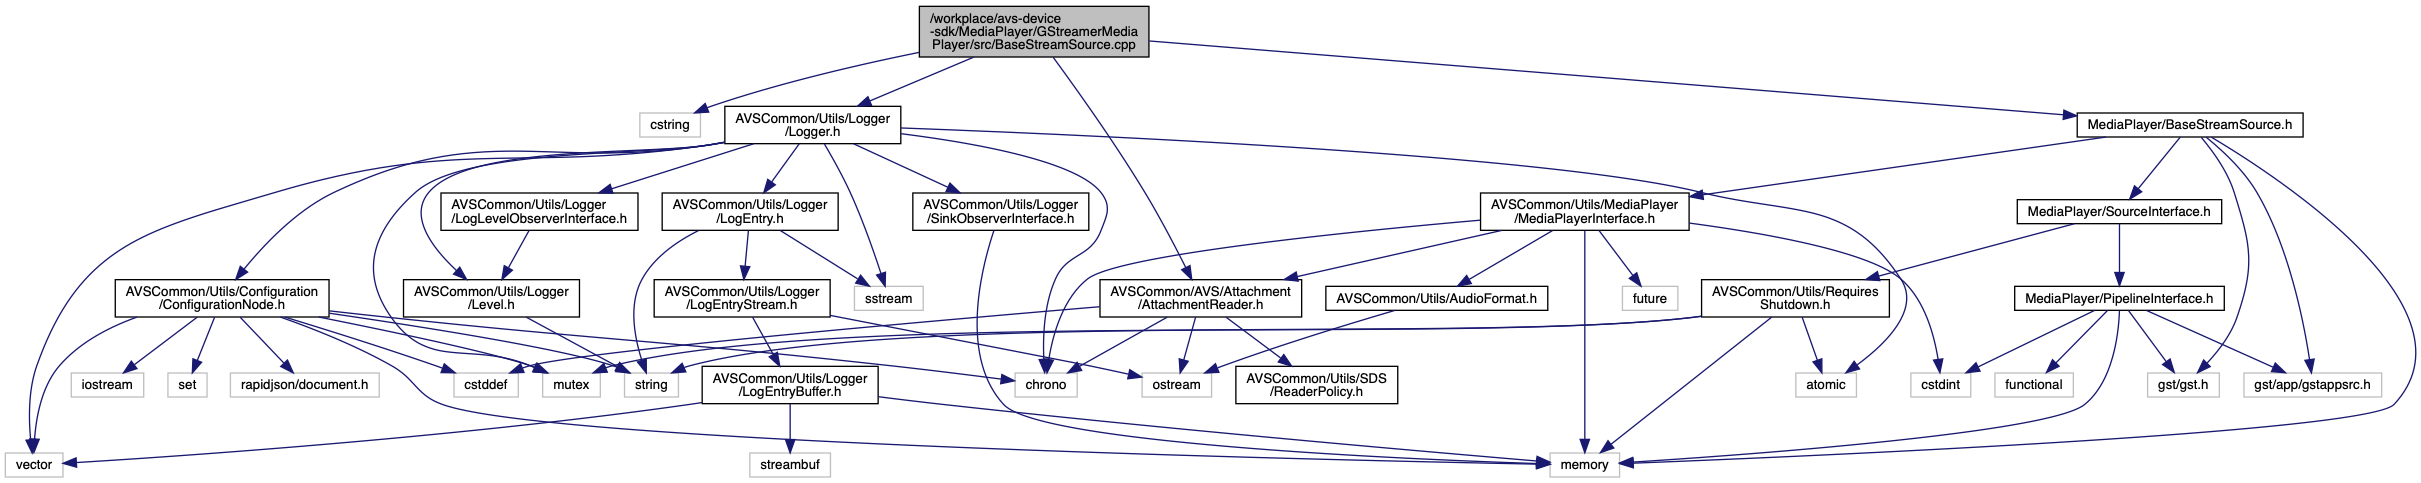 /workplace/avs-device
-sdk/MediaPlayer/GStreamerMedia
Player/src/BaseStreamSource.cpp
cstring
AVSCommon/Utils/Logger
/Logger.h
MediaPlayer/BaseStreamSource.h
AVSCommon/Utils/Logger
/LogLevelObserverInterface.h
AVSCommon/Utils/Logger
/LogEntry.h
AVSCommon/Utils/Logger
/SinkObserverInterface.h
AVSCommon/Utils/MediaPlayer
/MediaPlayerInterface.h
MediaPlayer/SourceInterface.h
AVSCommon/Utils/Configuration
/ConfigurationNode.h
AVSCommon/Utils/Logger
/Level.h
AVSCommon/Utils/Logger
/LogEntryStream.h
sstream
AVSCommon/AVS/Attachment
/AttachmentReader.h
AVSCommon/Utils/AudioFormat.h
future
AVSCommon/Utils/Requires
Shutdown.h
MediaPlayer/PipelineInterface.h
iostream
set
rapidjson/document.h
cstddef
mutex
string
AVSCommon/Utils/Logger
/LogEntryBuffer.h
chrono
ostream
AVSCommon/Utils/SDS
/ReaderPolicy.h
atomic
cstdint
functional
gst/gst.h
gst/app/gstappsrc.h
vector
streambuf
memory